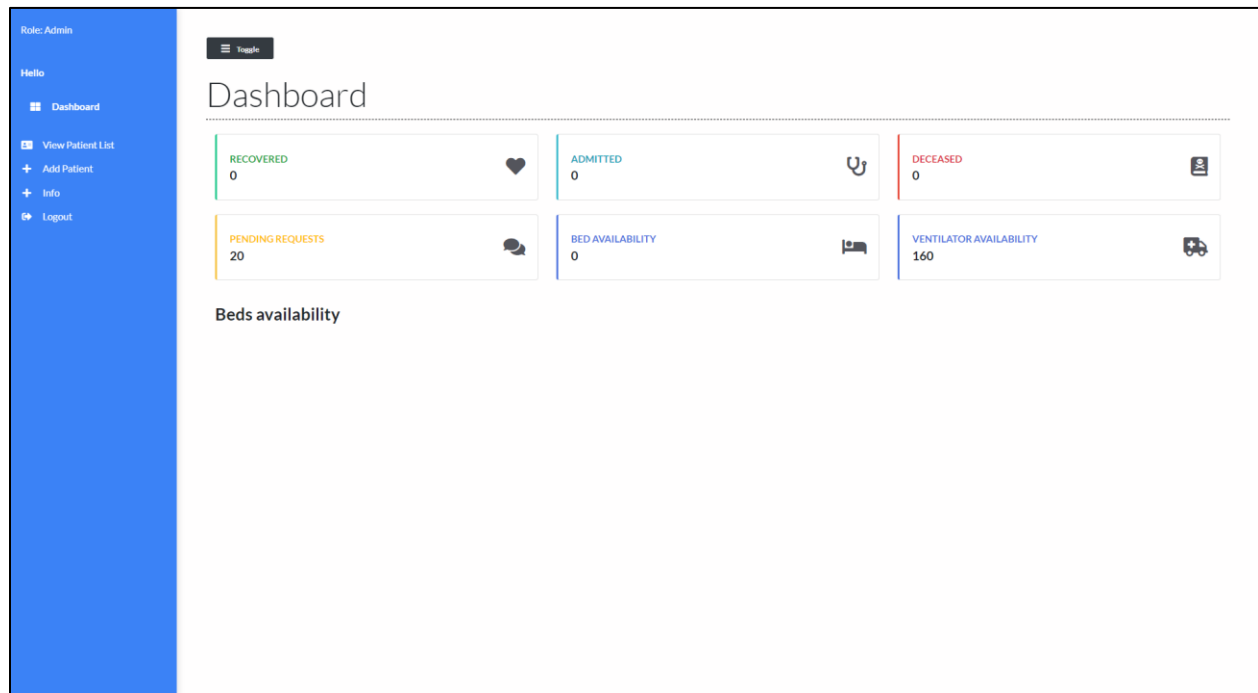 Role: Admin
Hello
Dashboard
View Patient List
Add Patient
Info
Logout
Toggle
Dashboard
RECOVERED
0
ADMITTED
0
DECEASED
0
PENDING REQUESTS
20
BED AVAILABILITY
0
VENTILATOR AVAILABILITY
160
Beds availability